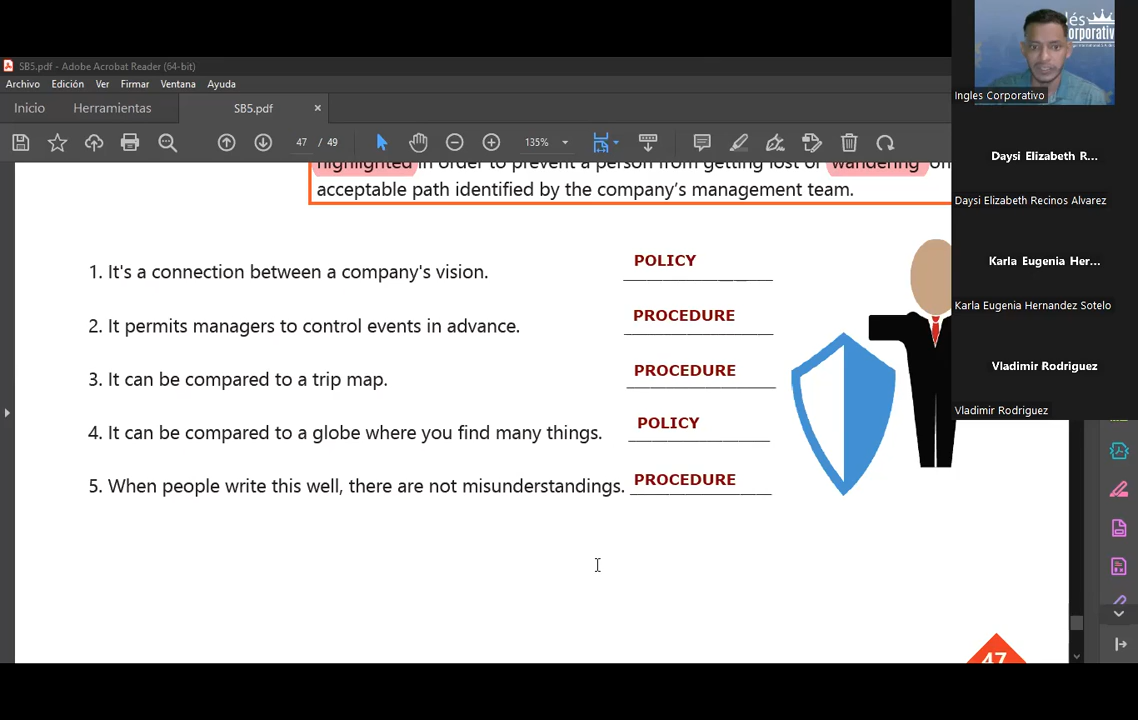 SB5.pdf - Adobe Acrobat Reader (64-bit)
Archivo Edición Ver Firmar Ventana Ayuda
Inicio Herramientas SB5.pdf ×
47 / 49 135%
highlighted in order to prevent a person from getting lost or wandering on
acceptable path identified by the company's management team.
1. It's a connection between a company's vision. POLICY
2. It permits managers to control events in advance. PROCEDURE
3. It can be compared to a trip map. PROCEDURE
4. It can be compared to a globe where you find many things. POLICY
5. When people write this well, there are not misunderstandings. PROCEDURE
47
Ingles Corporativo
Daysi Elizabeth R...
Daysi Elizabeth Recinos Alvarez
Karla Eugenia Her...
Karla Eugenia Hernandez Sotelo
Vladimir Rodriguez
Vladimir Rodriguez